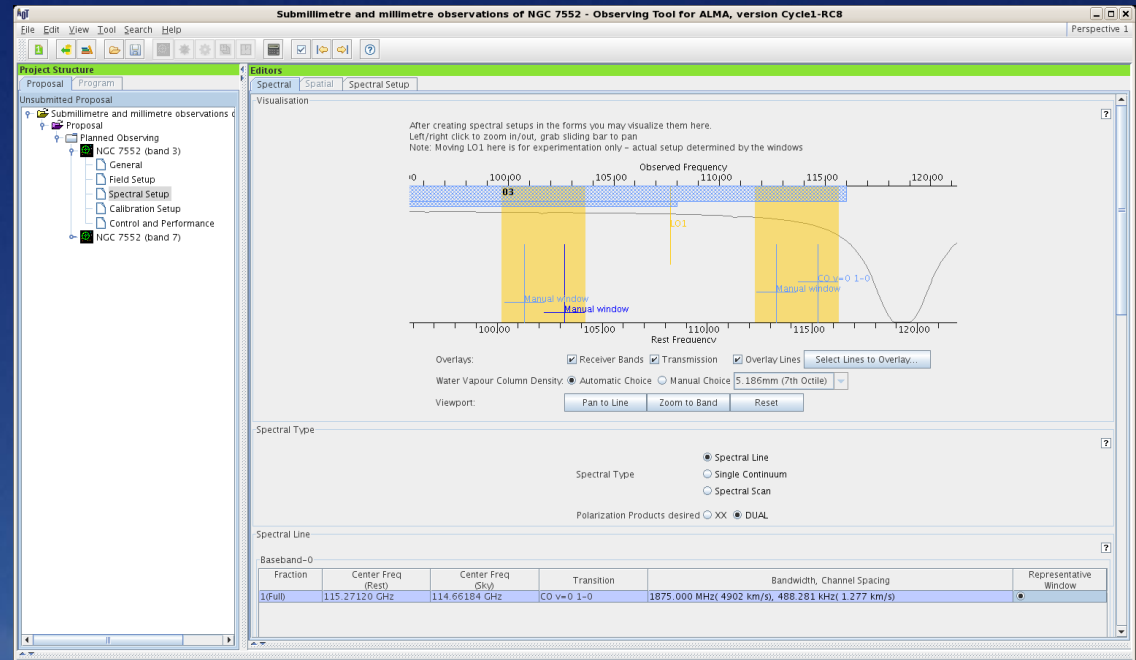 Submillimetre and millimetre observations of NGC 7552 - Observing Tool for ALMA, version Cycle1-RC8
File Edit View Tool Search Help
Perspective 1
Project Structure
Proposal Program
Unsubmitted Proposal
Submillimetre and millimetre observations
Proposal
Planned Observing
NGC 7552 (band 3)
General
Field Setup
Spectral Setup
Calibration Setup
Control and Performance
NGC 7552 (band 7)
Editors
Spectral Spatial Spectral Setup
Visualisation
?
After creating spectral setups in the forms you may visualize them here.
Left/right click to zoom in/out, grab sliding bar to pan
Note: Moving LO1 here is for experimentation only - actual setup determined by the windows
Observed Frequency
100|00 105|00 110|00 115|00 120|00
03
LO1
CO v=0 1-0
Manual window
Manual window
Manual window
100|00 105|00 110|00 115|00 120|00
Rest Frequency
Overlays: Receiver Bands Transmission Overlay Lines Select Lines to Overlay...
Water Vapour Column Density: Automatic Choice Manual Choice 5.186mm (7th Octile)
Viewport: Pan to Line Zoom to Band Reset
Spectral Type
?
Spectral Line
Spectral Type Single Continuum
Spectral Scan
Polarization Products desired XX DUAL
Spectral Line
?
Baseband-0
Fraction Center Freq (Rest) Center Freq (Sky) Transition Bandwidth, Channel Spacing Representative Window
1(Full) 115.27120 GHz 114.66184 GHz CO v=0 1-0 1875.000 MHz( 4902 km/s), 488.281 kHz( 1.277 km/s)